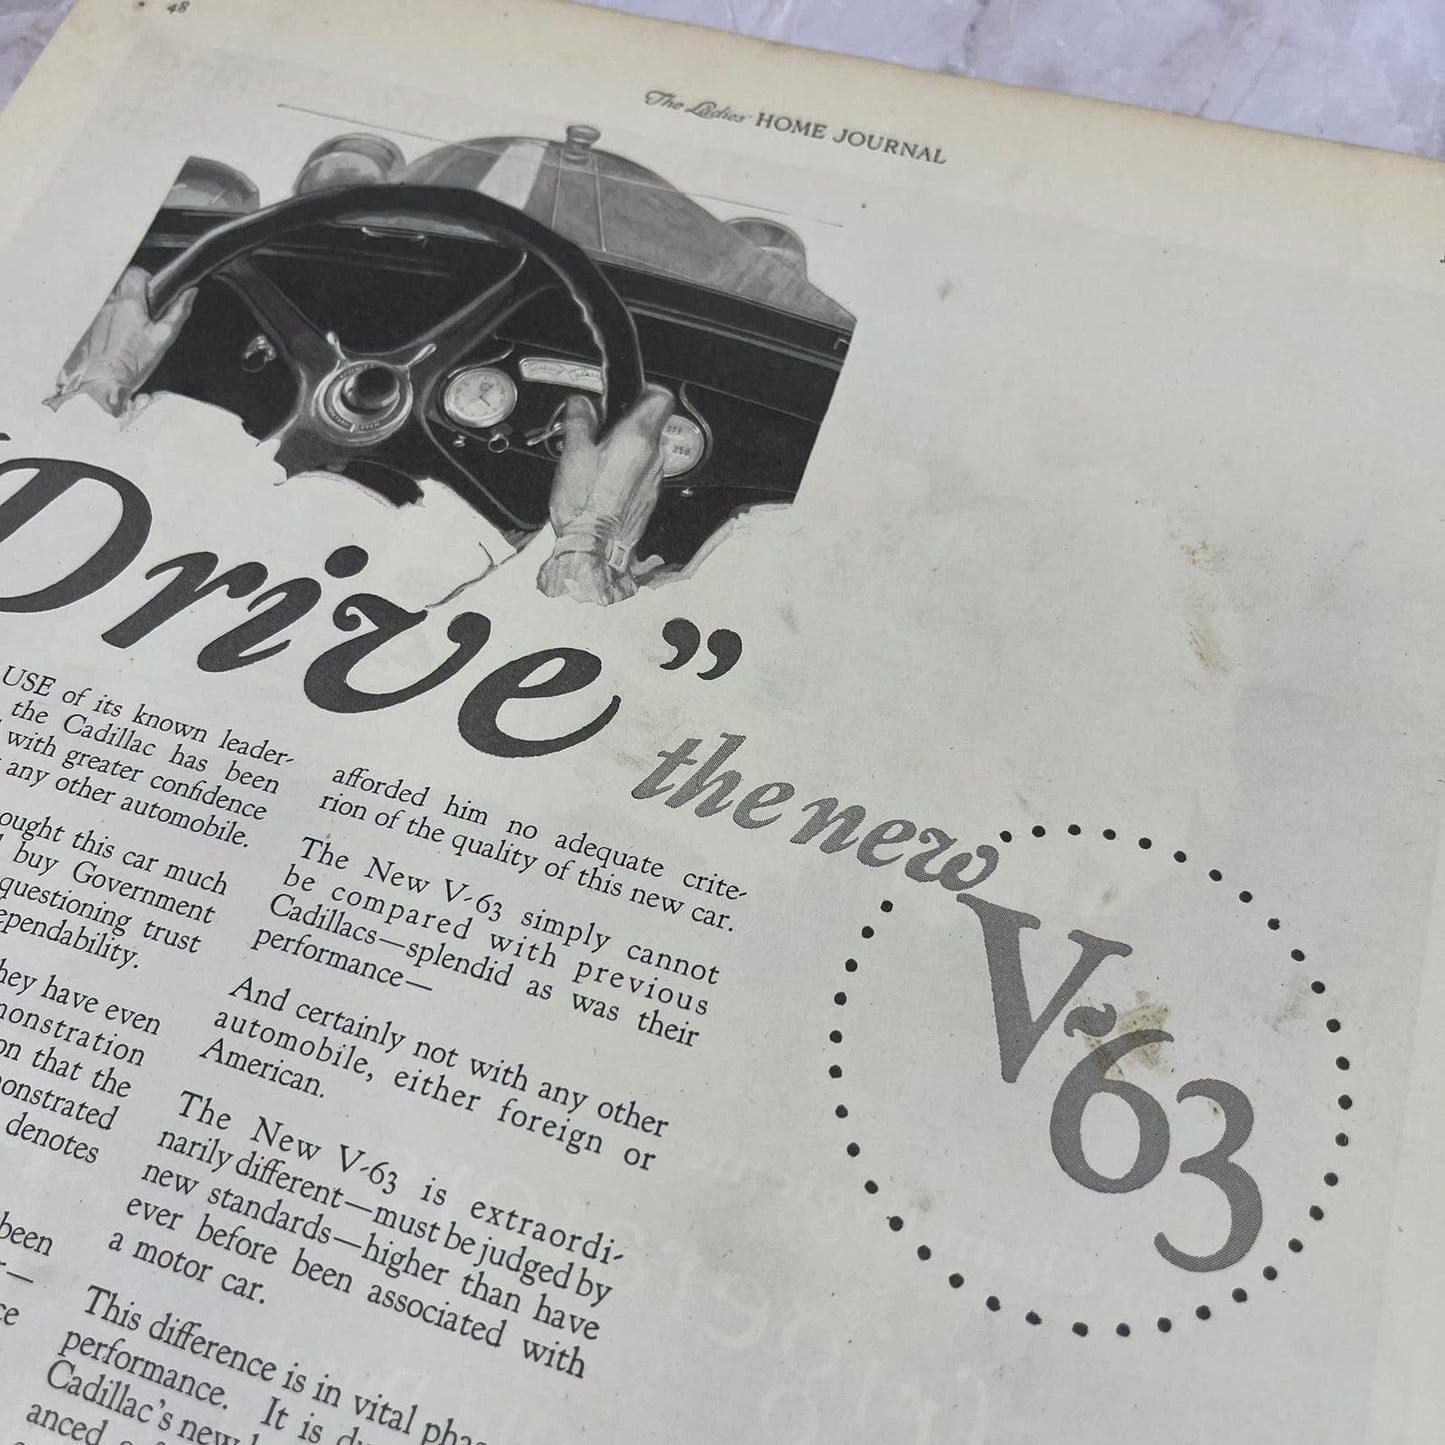 48
The Ladies' HOME JOURNAL
Drive”
the new
V-63
USE of its known leader-
the Cadillac has been
with greater confidence
any other automobile.
ought this car much
buy Government
questioning trust
ependability.
hey have even
monstration
on that the
monstrated
denotes
been
afforded him no adequate crite-
rion of the quality of this new car.
The New V-63 simply cannot
be compared with previous
Cadillacs—splendid as was their
performance—
And certainly not with any other
automobile, either foreign or
American.
The New V-63 is extraordi-
narily different—must be judged by
new standards—higher than have
ever before been associated with
a motor car.
This difference is in vital phas
performance. It is du
Cadillac's new
anced